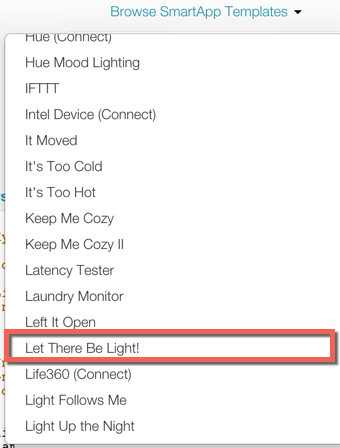 Browse SmartApp Templates
Hue (Connect)
Hue Mood Lighting
IFTTT
Intel Device (Connect)
It Moved
It's Too Cold
It's Too Hot
Keep Me Cozy
Keep Me Cozy II
Latency Tester
Laundry Monitor
Left It Open
Let There Be Light!
Life360 (Connect)
Light Follows Me
Light Up the Night